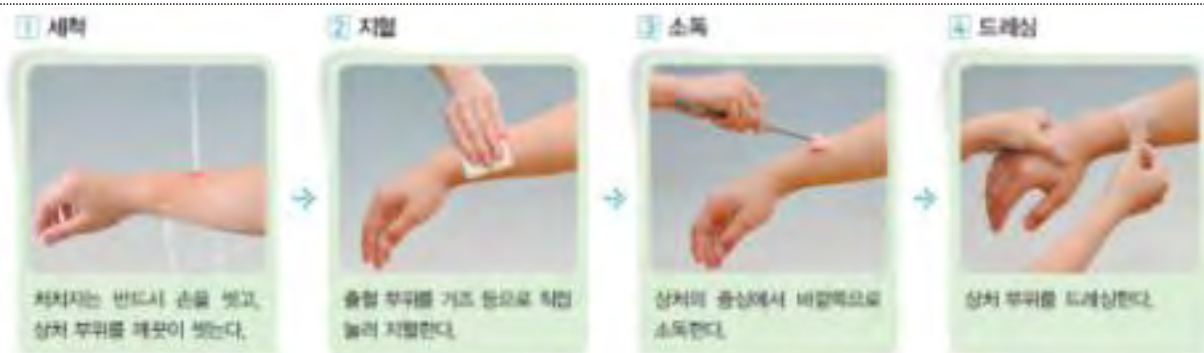 1 세척
처치자는 반드시 손을 씻고,
상처 부위를 깨끗이 씻는다.
2 지혈
출혈 부위를 거즈 등으로 직접
눌러 지혈한다.
3 소독
상처의 중심에서 바깥쪽으로
소독한다.
4 드레싱
상처 부위를 드레싱한다.